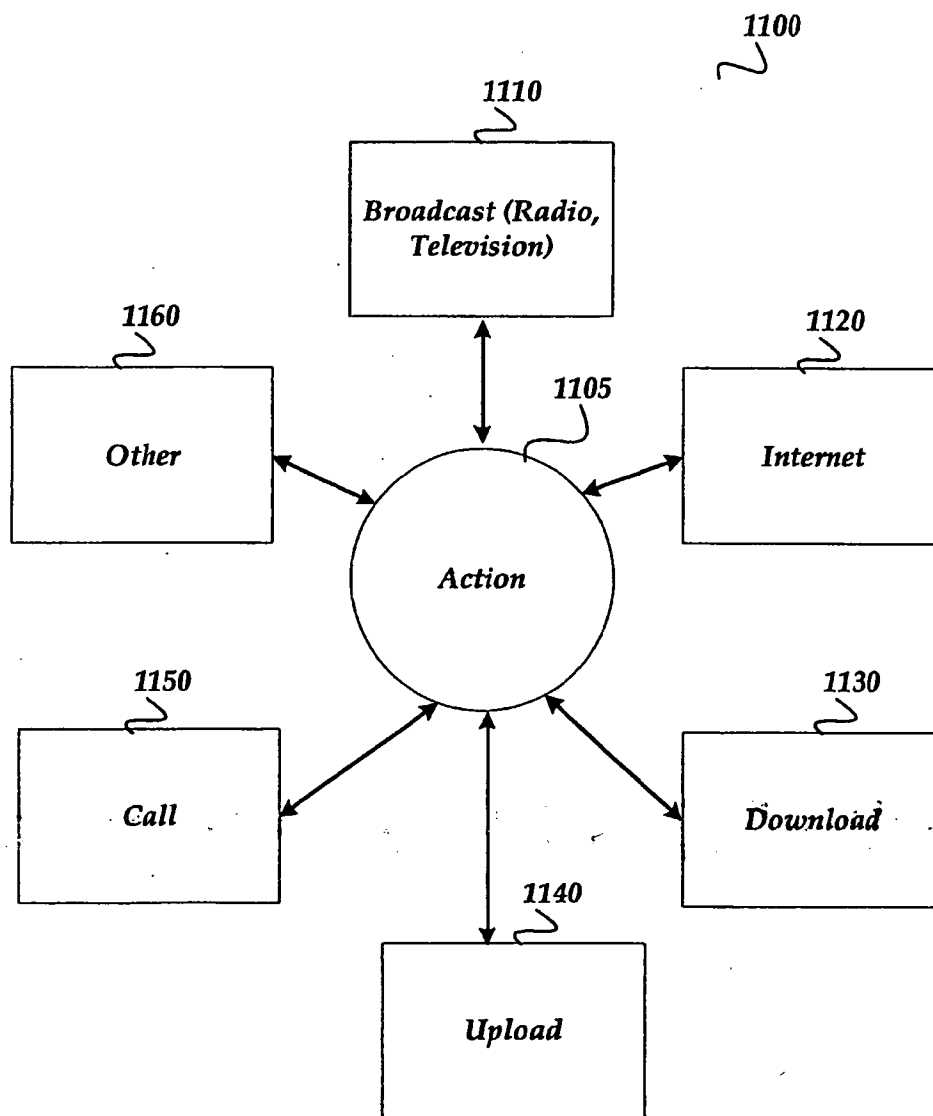 1100
1110
Broadcast (Radio,
Television)
1160
Other
1120
Internet
1105
Action
1150
Call
1130
Download
1140
Upload